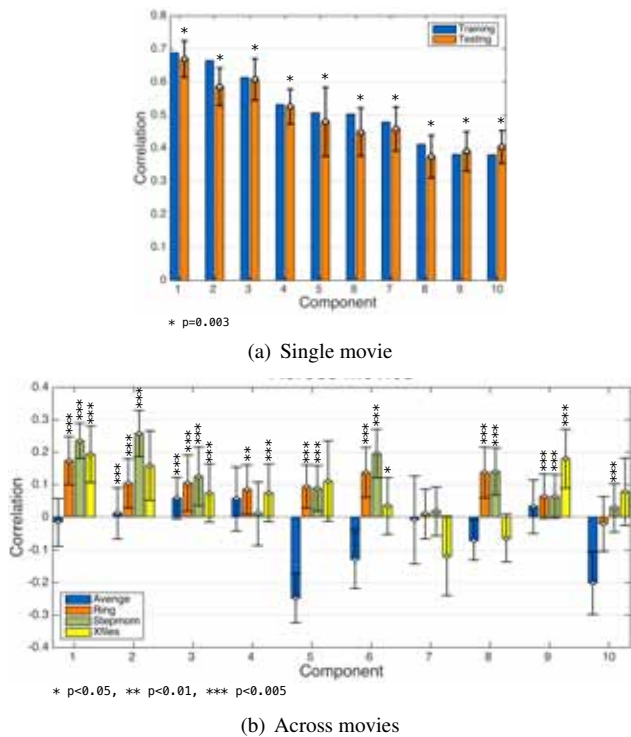 0.8
Training
Testing
0.7
0.6
0.5
0.4
0.3
0.2
0.1
0
Correlation
* * * * * * * * * *
1 2 3 4 5 6 7 8 9 10
Component
* p=0.003
(a) Single movie
0.4
0.3
0.2
0.1
0
-0.1
-0.2
-0.3
-0.4
Correlation
*** *** *** *** *** *** *** *** *** *** ** *** *** *** *** *** * *** *** *** *** *** ***
Avenge
Ring
Stepmom
Xfiles
1 2 3 4 5 6 7 8 9 10
Component
* p<0.05, ** p<0.01, *** p<0.005
(b) Across movies